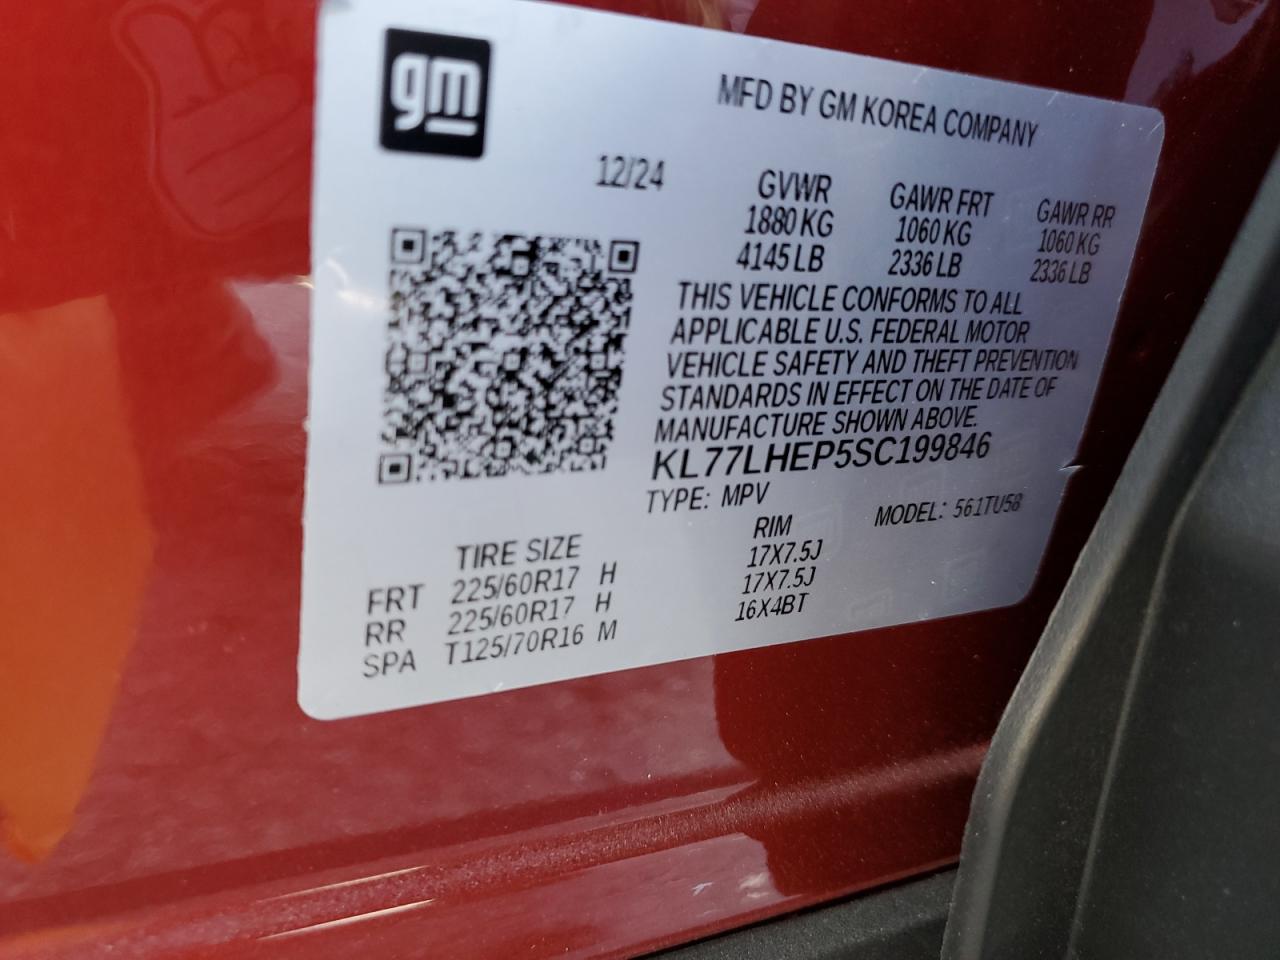 gm
MFD BY GM KOREA COMPANY
12/24
GVWR GAWR FRT GAWR RR
1880 KG 1060 KG 1060 KG
4145 LB 2336 LB 2336 LB
THIS VEHICLE CONFORMS TO ALL
APPLICABLE U.S. FEDERAL MOTOR
VEHICLE SAFETY AND THEFT PREVENTION
STANDARDS IN EFFECT ON THE DATE OF
MANUFACTURE SHOWN ABOVE.
KL77LHEP5SC199846
TYPE: MPV MODEL: 561TU58
TIRE SIZE RIM
FRT 225/60R17 H 17X7.5J
RR 225/60R17 H 17X7.5J
SPA T125/70R16 M 16X4BT